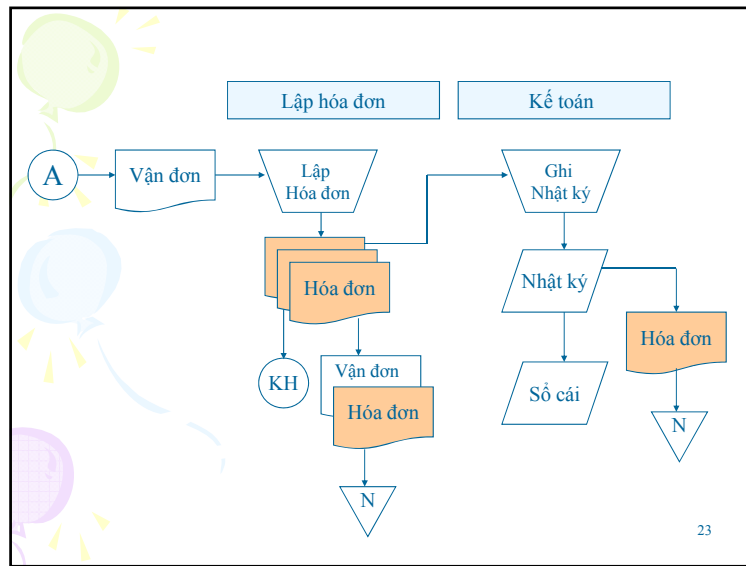 Lập hóa đơn
Kế toán
A
Vận đơn
Lập
Hóa đơn
Ghi
Nhật ký
Hóa đơn
Nhật ký
Hóa đơn
KH
Vận đơn
Hóa đơn
Sổ cái
N
N
23